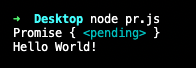 → Desktop node pr.js
Promise { <pending> }
Hello World!